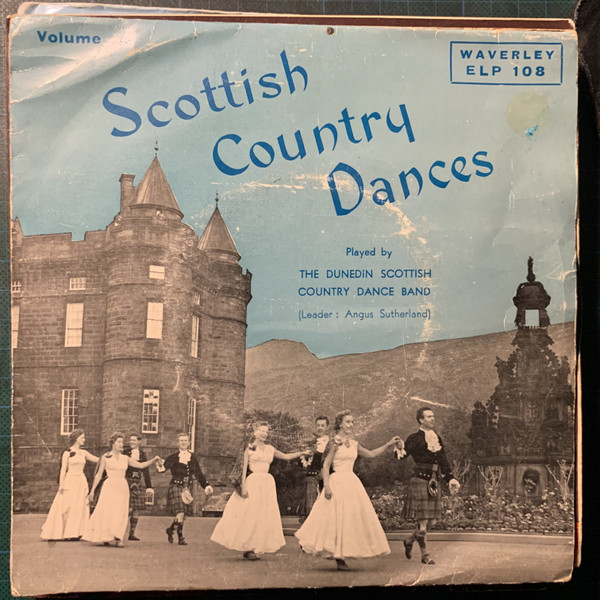 Volume
WAVERLEY
ELP 108
Scottish
Country
Dances
Played by
THE DUNEDIN SCOTTISH
COUNTRY DANCE BAND
(Leader: Angus Sutherland)